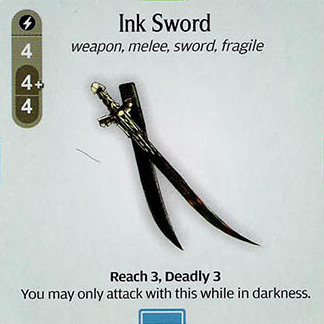 Ink Sword
weapon, melee, sword, fragile
4
4+
4
Reach 3, Deadly 3
You may only attack with this while in darkness.